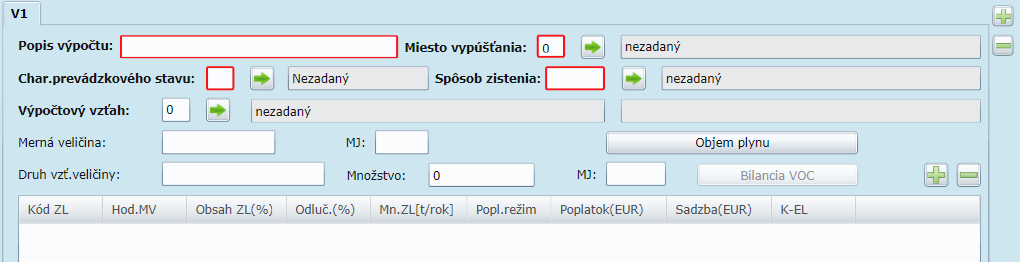 V1
Popis výpočtu: Miesto vypúšťania: 0 nezadaný
Char.prevádzkového stavu: Nezadaný Spôsob zistenia: nezadaný
Výpočtový vzťah: 0 nezadaný
Merná veličina: MJ: Objem plynu
Druh vzť.veličiny: Množstvo: 0 MJ: Bilancia VOC
Kód ZL Hod.MV Obsah ZL(%) Odluč.(%) Mn.ZL[t/rok] Popl.režim Poplatok(EUR) Sadzba(EUR) K-EL